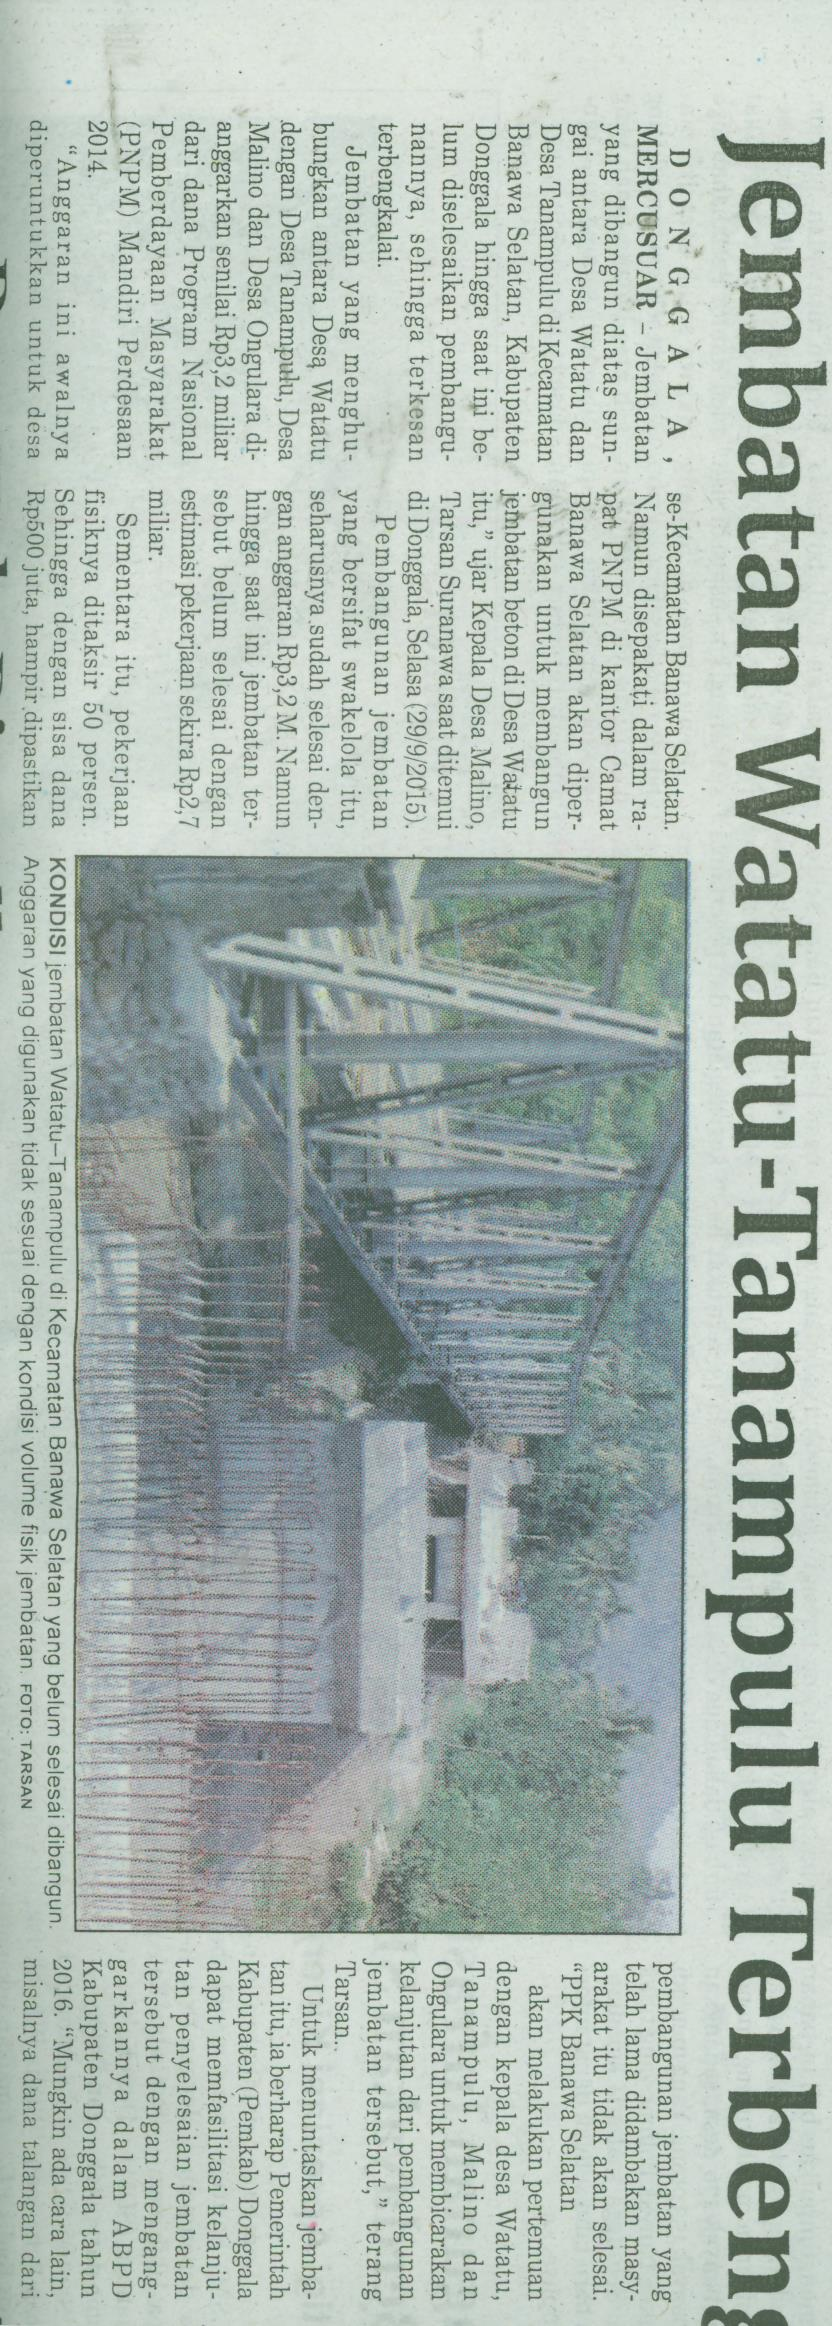 Jembatan Watatu-Tanampulu Terbeng
DONGGALA,
MERCUSUAR – Jembatan
yang dibangun diatas sun-
gai antara Desa Watatu dan
Desa Tanampulu di Kecamatan
Banawa Selatan, Kabupaten
Donggala hingga saat ini be-
lum diselesaikan pembangu-
nannya, sehingga terkesan
terbengkalai.
Jembatan yang menghu-
bungkan antara Desa Watatu
dengan Desa Tanampulu, Desa
Malino dan Desa Ongulara di-
anggarkan senilai Rp3,2 miliar
dari dana Program Nasional
Pemberdayaan Masyarakat
(PNPM) Mandiri Perdesaan
2014.
“Anggaran ini awalnya
diperuntukkan untuk desa
se-Kecamatan Banawa Selatan.
Namun disepakati dalam ra-
pat PNPM di kantor Camat
Banawa Selatan akan diper-
gunakan untuk membangun
jembatan beton di Desa Watatu
itu,” ujar Kepala Desa Malino,
Tarsan Suranawa saat ditemui
di Donggala, Selasa (29/9/2015).
Pembangunan jembatan
yang bersifat swakelola itu,
seharusnya sudah selesai den-
gan anggaran Rp3,2 M. Namun
hingga saat ini jembatan ter-
sebut belum selesai dengan
estimasi pekerjaan sekira Rp2,7
miliar.
Sementara itu, pekerjaan
fisiknya ditaksir 50 persen.
Sehingga dengan sisa dana
Rp500 juta, hampir dipastikan
KONDISI jembatan Watatu–Tanampulu di Kecamatan Banawa Selatan yang belum selesai dibangun.
Anggaran yang digunakan tidak sesuai dengan kondisi volume fisik jembatan. FOTO: TARSAN
pembangunan jembatan yang
telah lama didambakan masy-
arakat itu tidak akan selesai.
“PPK Banawa Selatan
akan melakukan pertemuan
dengan kepala desa Watatu,
Tanampulu, Malino dan
Ongulara untuk membicarakan
kelanjutan dari pembangunan
jembatan tersebut,” terang
Tarsan.
Untuk menuntaskan jemba-
tan itu, ia berharap Pemerintah
Kabupaten (Pemkab) Donggala
dapat memfasilitasi kelanju-
tan penyelesaian jembatan
tersebut dengan mengang-
garkannya dalam ABPD
Kabupaten Donggala tahun
2016. “Mungkin ada cara lain,
misalnya dana talangan dari